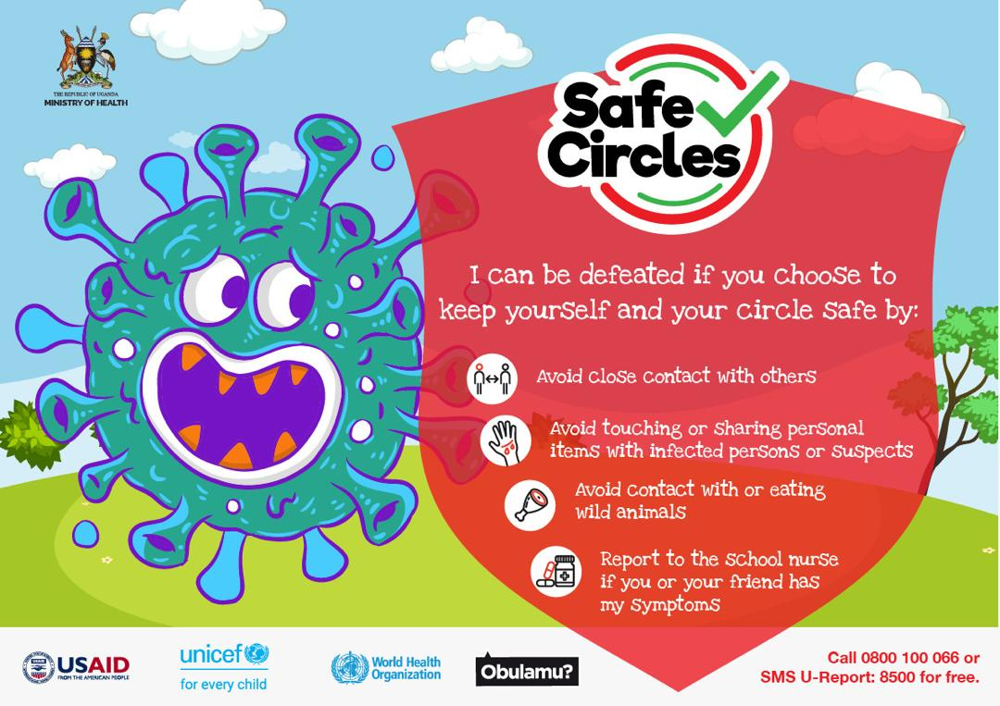 THE REPUBLIC OF UGANDA
MINISTRY OF HEALTH
Safe
Circles
I can be defeated if you choose to
keep yourself and your circle safe by:
Avoid close contact with others
Avoid touching or sharing personal
items with infected persons or suspects
Avoid contact with or eating
wild animals
Report to the school nurse
if you or your friend has
my symptoms
USAID
FROM THE AMERICAN PEOPLE
unicef
for every child
World Health
Organization
Obulamu?
Call 0800 100 066 or
SMS U-Report: 8500 for free.